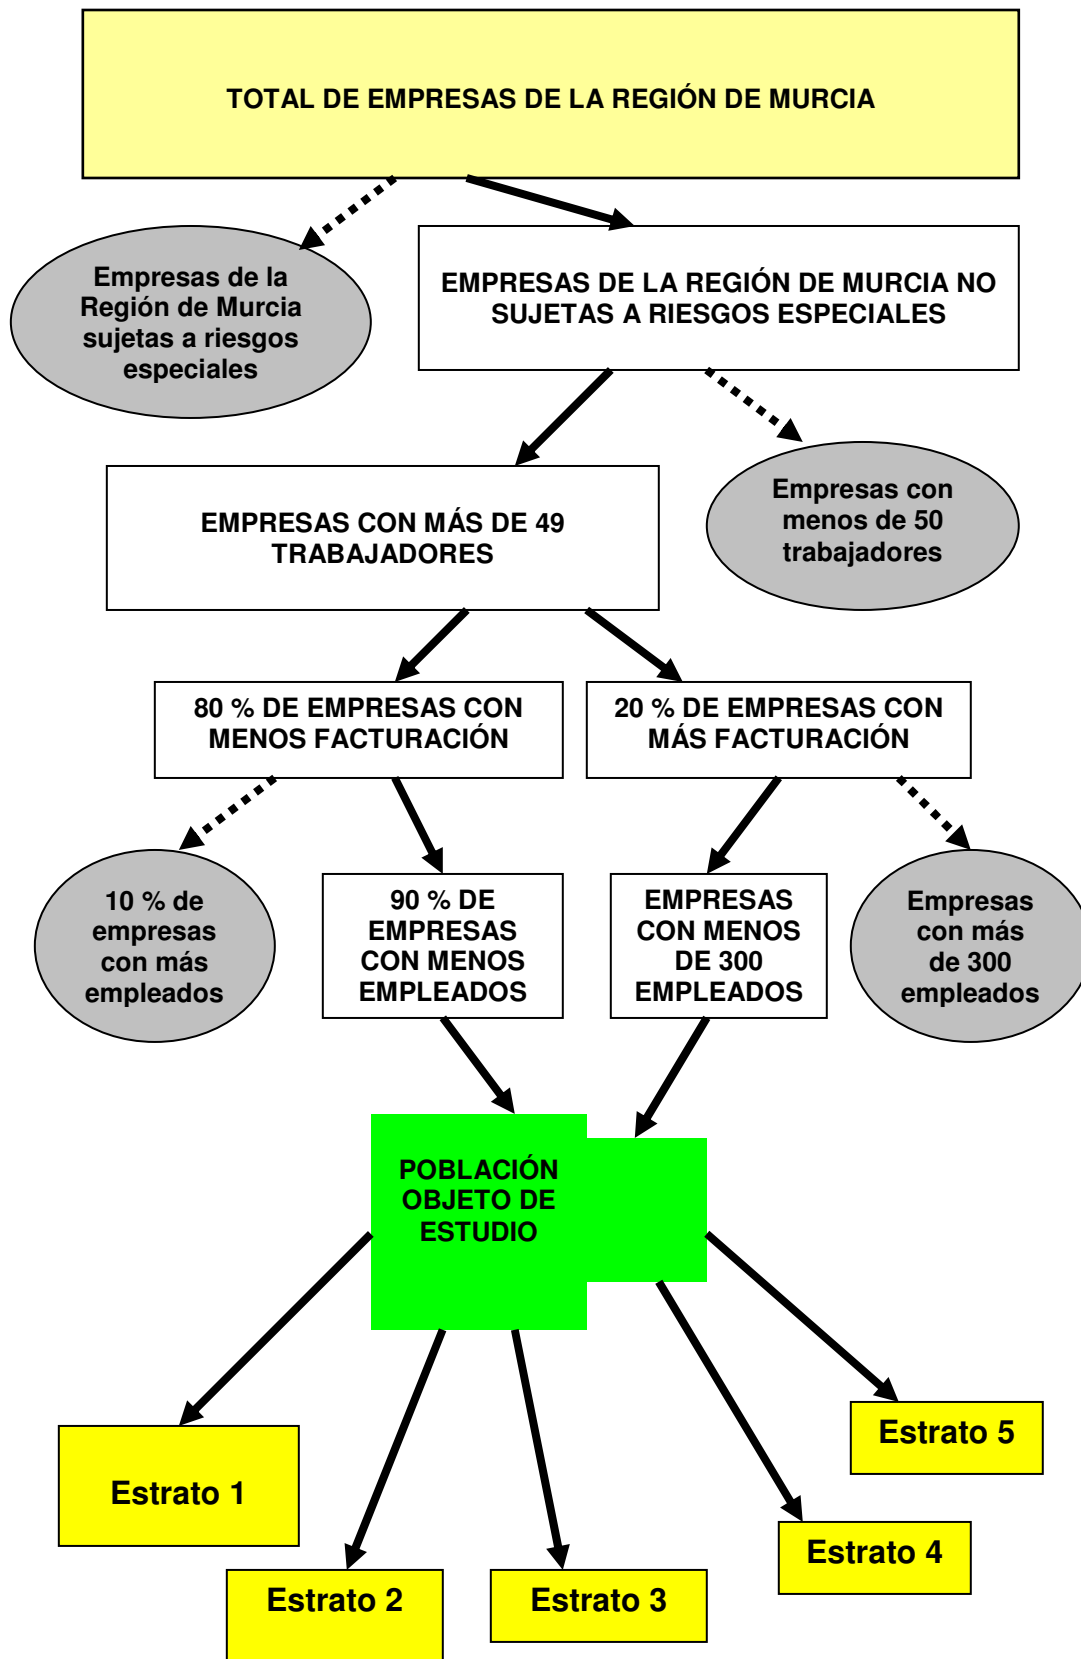 TOTAL DE EMPRESAS DE LA REGIÓN DE MURCIA
Empresas de la
Región de Murcia
sujetas a riesgos
especiales
EMPRESAS DE LA REGIÓN DE MURCIA NO
SUJETAS A RIESGOS ESPECIALES
EMPRESAS CON MÁS DE 49
TRABAJADORES
Empresas con
menos de 50
trabajadores
80 % DE EMPRESAS CON
MENOS FACTURACIÓN
20 % DE EMPRESAS CON
MÁS FACTURACIÓN
10 % de
empresas
con más
empleados
90 % DE
EMPRESAS
CON MENOS
EMPLEADOS
EMPRESAS
CON MENOS
DE 300
EMPLEADOS
Empresas
con más
de 300
empleados
POBLACIÓN
OBJETO DE
ESTUDIO
Estrato 1
Estrato 2
Estrato 3
Estrato 4
Estrato 5